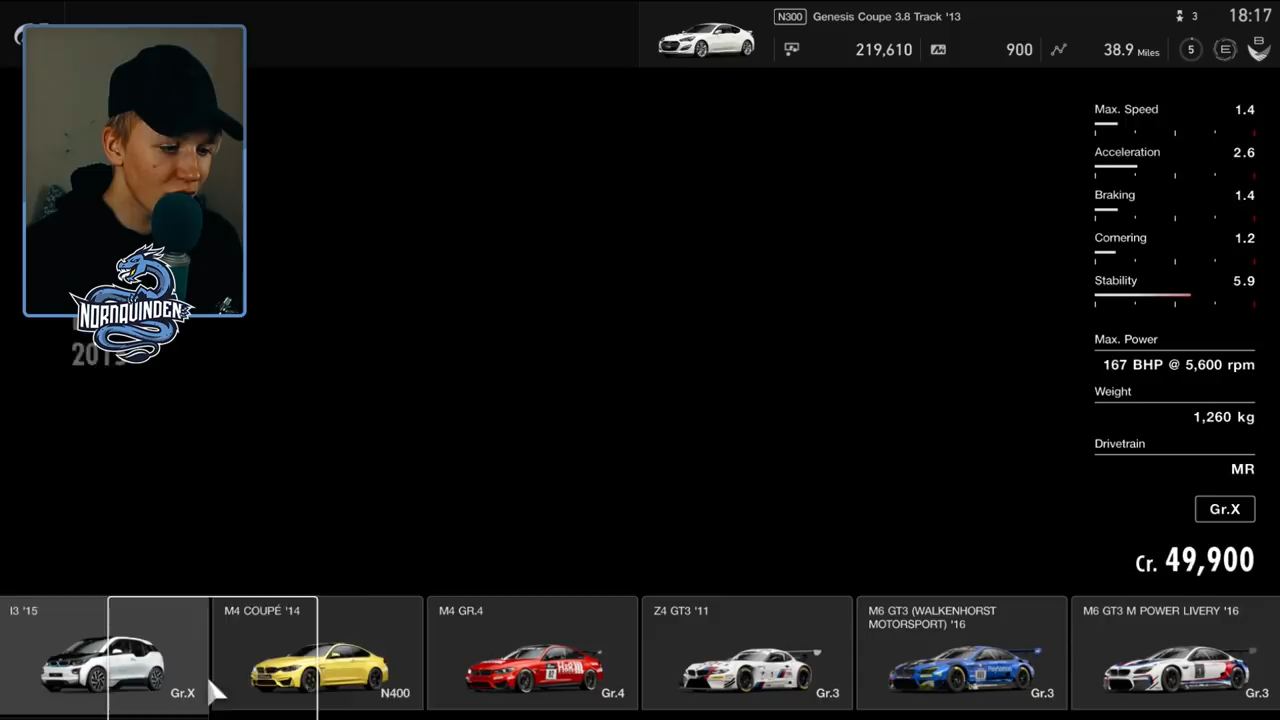 N300 Genesis Coupe 3.8 Track '13
3 18:17
219,610 900 38.9 Miles 5 E B
NORDAVINDEN
Max. Speed 1.4
Acceleration 2.6
Braking 1.4
Cornering 1.2
Stability 5.9
Max. Power
167 BHP @ 5,600 rpm
Weight
1,260 kg
Drivetrain
MR
Gr.X
Cr. 49,900
I3 '15
Gr.X
M4 COUPÉ '14
N400
M4 GR.4
Gr.4
Z4 GT3 '11
Gr.3
M6 GT3 (WALKENHORST
MOTORSPORT) '16
Gr.3
M6 GT3 M POWER LIVERY '16
Gr.3